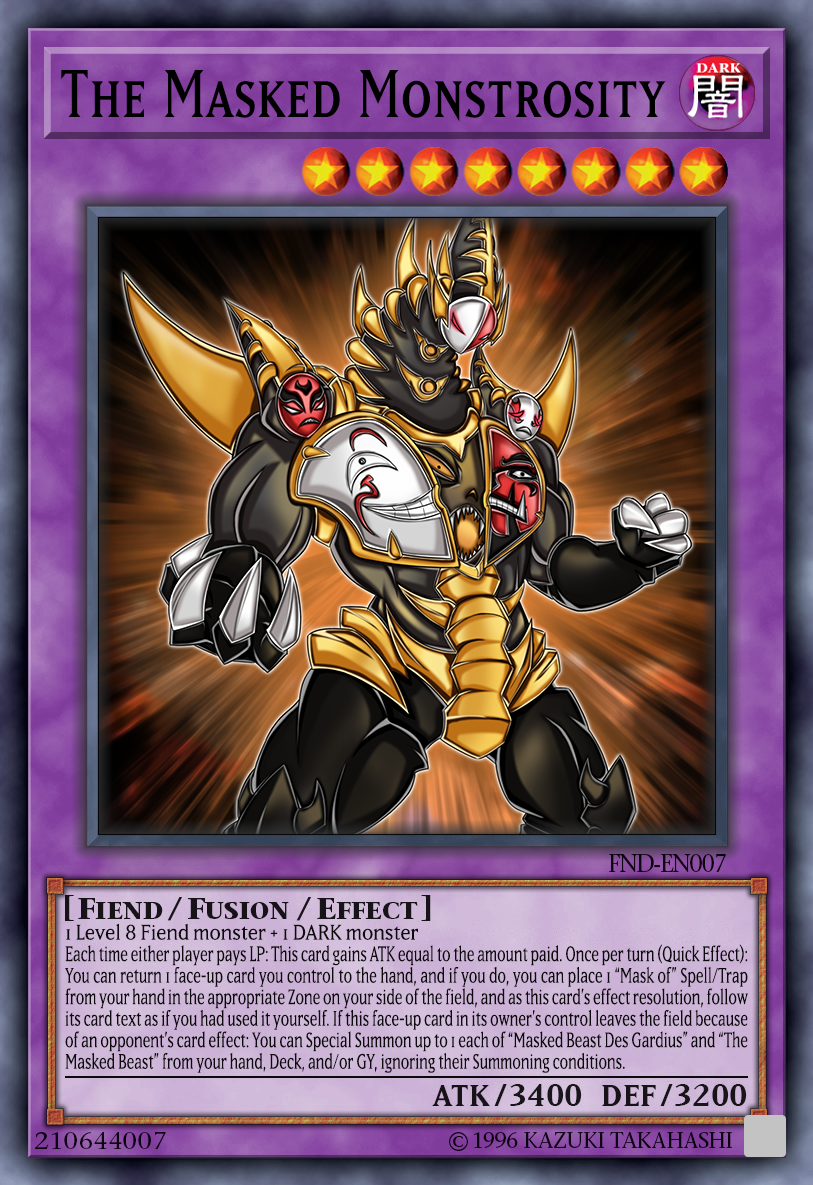 The Masked Monstrosity
DARK
闇
FND-EN007
[ Fiend / Fusion / Effect ]
1 Level 8 Fiend monster + 1 DARK monster
Each time either player pays LP: This card gains ATK equal to the amount paid. Once per turn (Quick Effect):
You can return 1 face-up card you control to the hand, and if you do, you can place 1 “Mask of” Spell/Trap
from your hand in the appropriate Zone on your side of the field, and as this card's effect resolution, follow
its card text as if you had used it yourself. If this face-up card in its owner's control leaves the field because
of an opponent's card effect: You can Special Summon up to 1 each of “Masked Beast Des Gardius” and “The
Masked Beast” from your hand, Deck, and/or GY, ignoring their Summoning conditions.
ATK/3400 DEF/3200
210644007 © 1996 KAZUKI TAKAHASHI